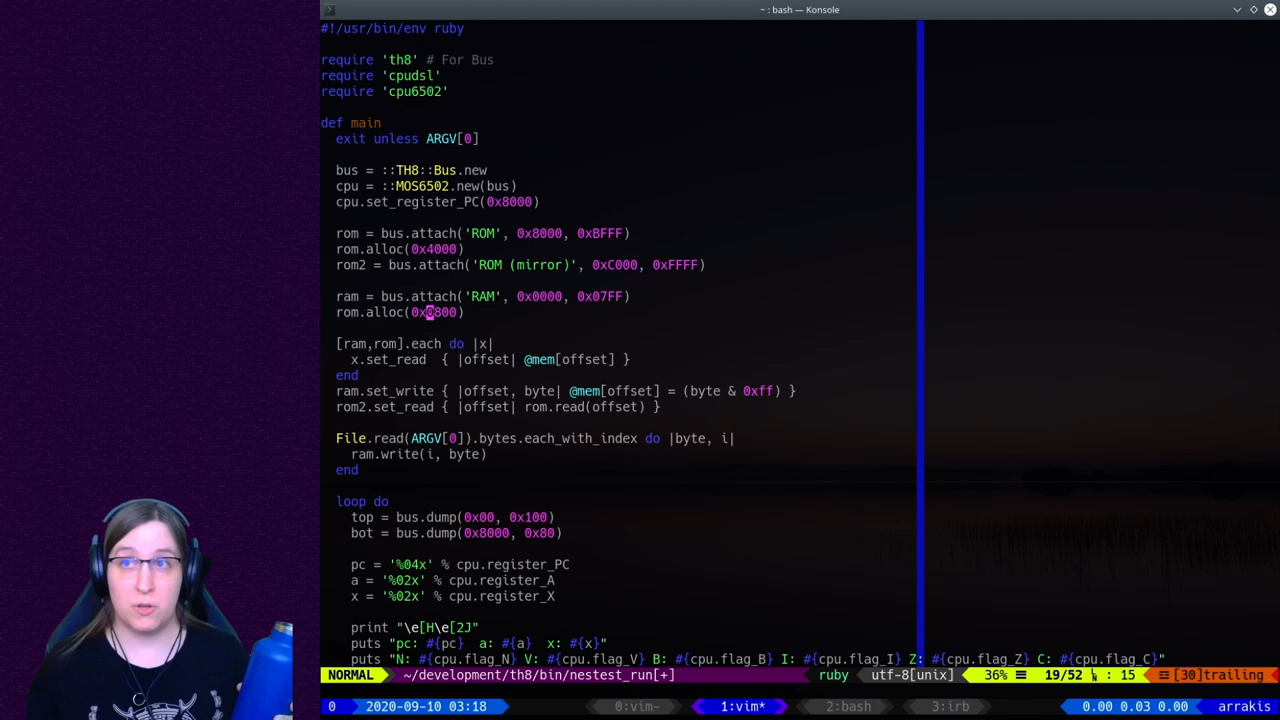 ~ : bash — Konsole
#!/usr/bin/env ruby
require 'th8' # For Bus
require 'cpudsl'
require 'cpu6502'
def main
exit unless ARGV[0]
bus = ::TH8::Bus.new
cpu = ::MOS6502.new(bus)
cpu.set_register_PC(0x8000)
rom = bus.attach('ROM', 0x8000, 0xBFFF)
rom.alloc(0x4000)
rom2 = bus.attach('ROM (mirror)', 0xC000, 0xFFFF)
ram = bus.attach('RAM', 0x0000, 0x07FF)
rom.alloc(0x0800)
[ram,rom].each do |x|
x.set_read  { |offset| @mem[offset] }
end
ram.set_write { |offset, byte| @mem[offset] = (byte & 0xff) }
rom2.set_read { |offset| rom.read(offset) }
File.read(ARGV[0]).bytes.each_with_index do |byte, i|
ram.write(i, byte)
end
loop do
top = bus.dump(0x00, 0x100)
bot = bus.dump(0x8000, 0x80)
pc = '%04x' % cpu.register_PC
a = '%02x' % cpu.register_A
x = '%02x' % cpu.register_X
print "\e[H\e[2J"
puts "pc: #{pc}  a: #{a}  x: #{x}"
puts "N: #{cpu.flag_N} V: #{cpu.flag_V} B: #{cpu.flag_B} I: #{cpu.flag_I} Z: #{cpu.flag_Z} C: #{cpu.flag_C}"
NORMAL ~/development/th8/bin/nestest_run[+] ruby utf-8[unix] 36% ☰ 19/52 : 15 ☲ [30]trailing
0 2020-09-10 03:18 0:vim- 1:vim* 2:bash 3:irb 0.00 0.03 0.00 arrakis